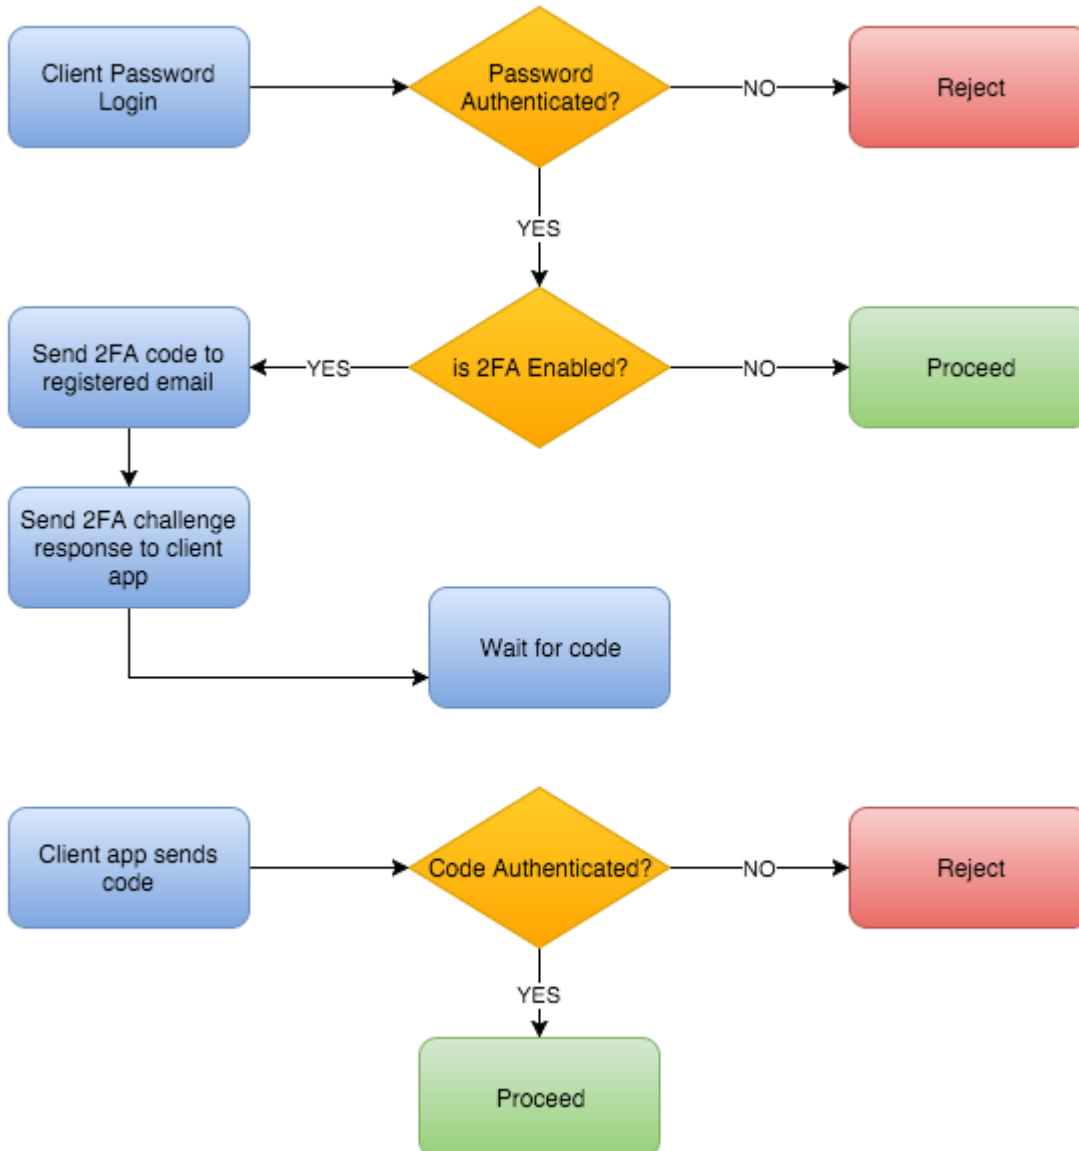 Client Password
Login
Password
Authenticated?
NO
Reject
YES
Send 2FA code to
registered email
YES
is 2FA Enabled?
NO
Proceed
Send 2FA challenge
response to client
app
Wait for code
Client app sends
code
Code Authenticated?
NO
Reject
YES
Proceed